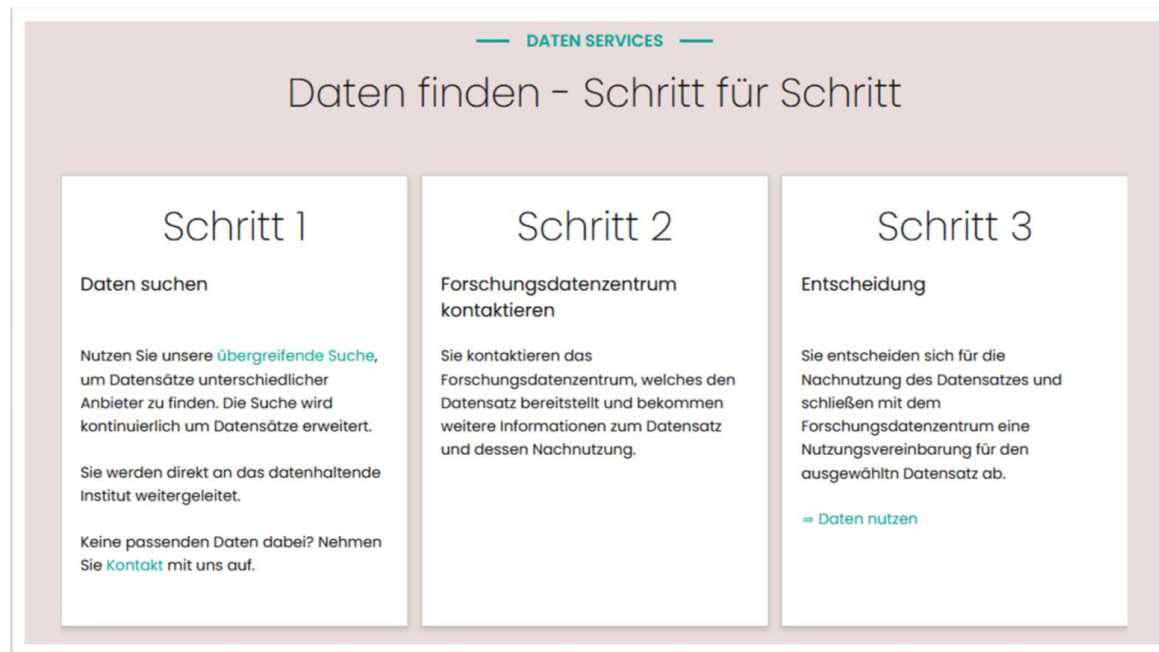 DATEN SERVICES
Daten finden - Schritt für Schritt
Schritt 1
Daten suchen
Nutzen Sie unsere übergreifende Suche,
um Datensätze unterschiedlicher
Anbieter zu finden. Die Suche wird
kontinuierlich um Datensätze erweitert.
Sie werden direkt an das datenhaltende
Institut weitergeleitet.
Keine passenden Daten dabei? Nehmen
Sie Kontakt mit uns auf.
Schritt 2
Forschungsdatenzentrum
kontaktieren
Sie kontaktieren das
Forschungsdatenzentrum, welches den
Datensatz bereitstellt und bekommen
weitere Informationen zum Datensatz
und dessen Nachnutzung.
Schritt 3
Entscheidung
Sie entscheiden sich für die
Nachnutzung des Datensatzes und
schließen mit dem
Forschungsdatenzentrum eine
Nutzungsvereinbarung für den
ausgewähltn Datensatz ab.
⇒ Daten nutzen